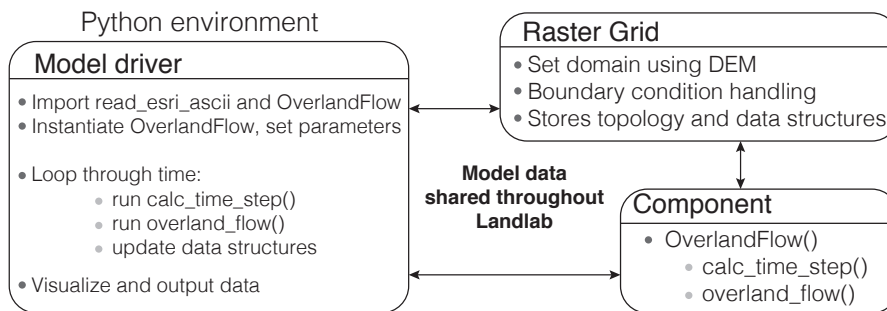 Python environment
Model driver
• Import read_esri_ascii and OverlandFlow
• Instantiate OverlandFlow, set parameters
• Loop through time:
• run calc_time_step()
• run overland_flow()
• update data structures
• Visualize and output data
Model data
shared throughout
Landlab
Raster Grid
• Set domain using DEM
• Boundary condition handling
• Stores topology and data structures
Component
• OverlandFlow()
• calc_time_step()
• overland_flow()